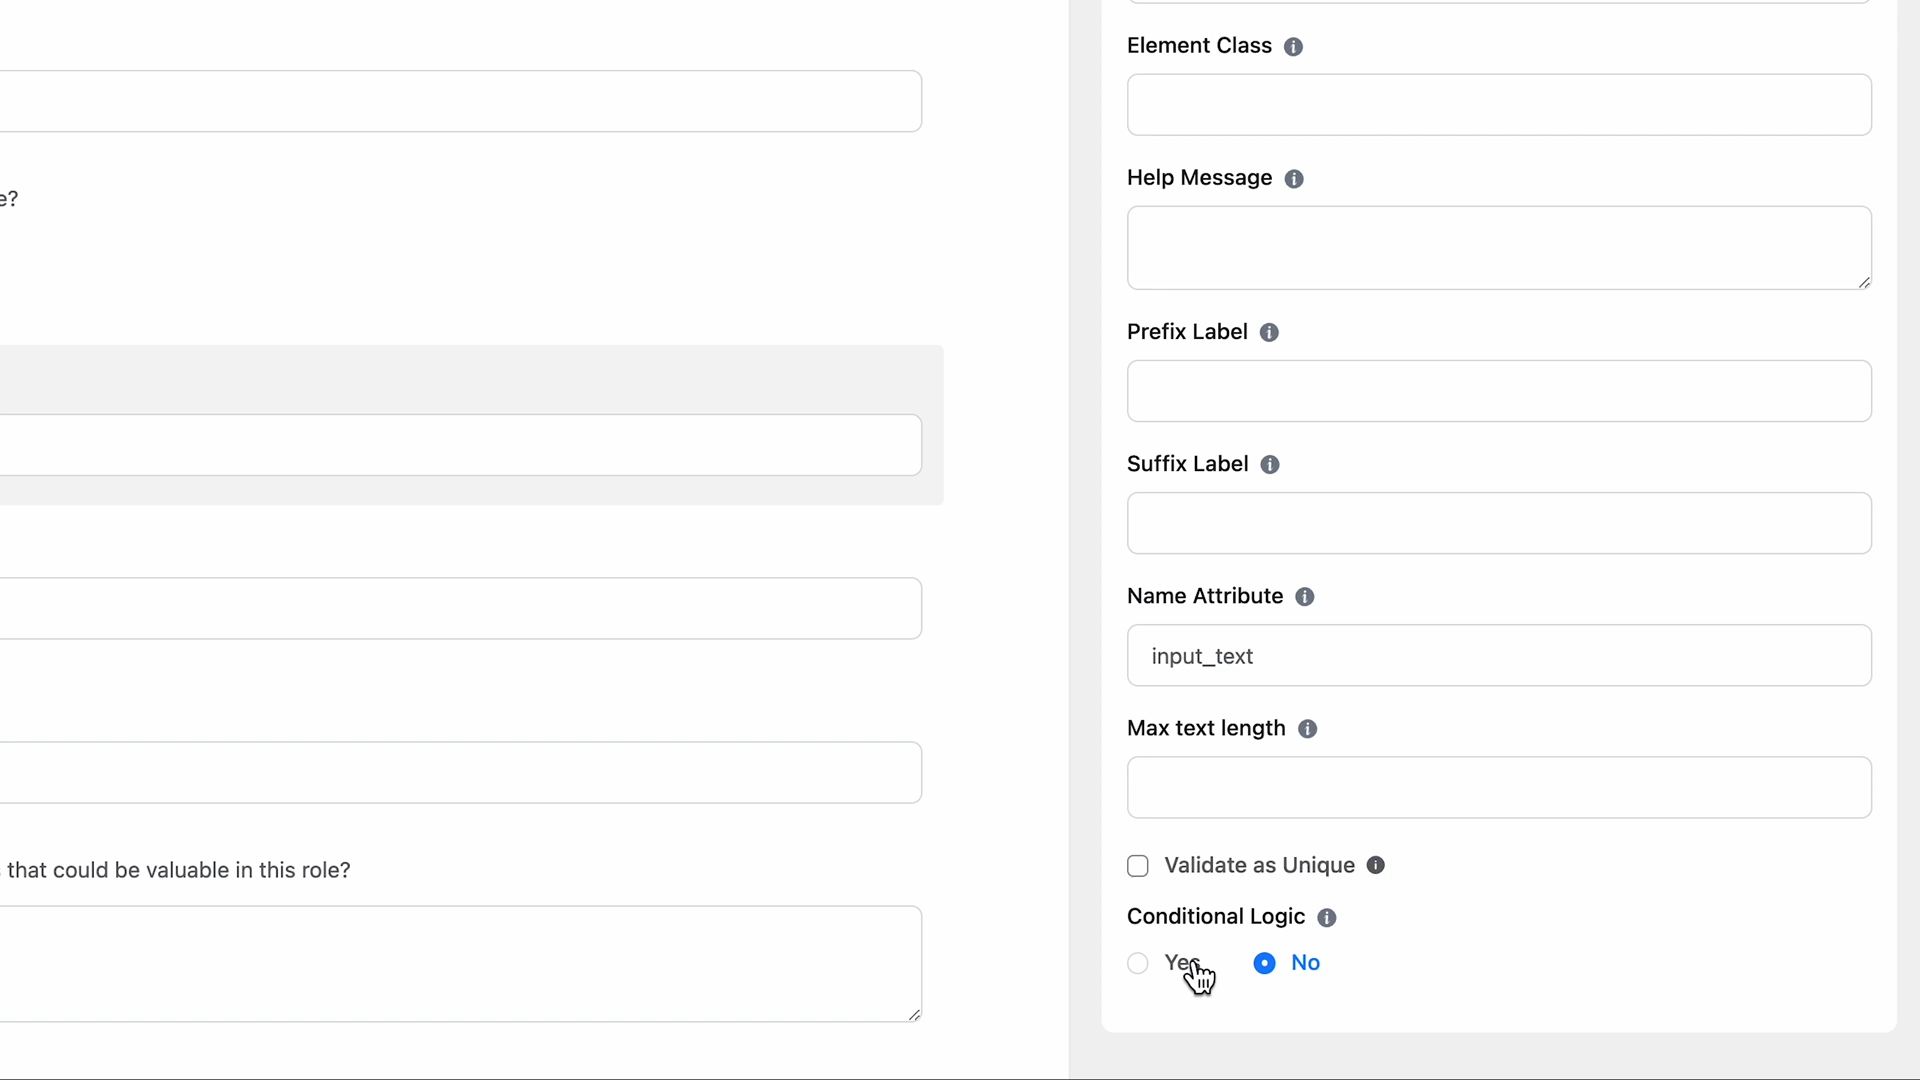 e?
that could be valuable in this role?
Element Class
Help Message
Prefix Label
Suffix Label
Name Attribute
input_text
Max text length
Validate as Unique
Conditional Logic
Yes
No